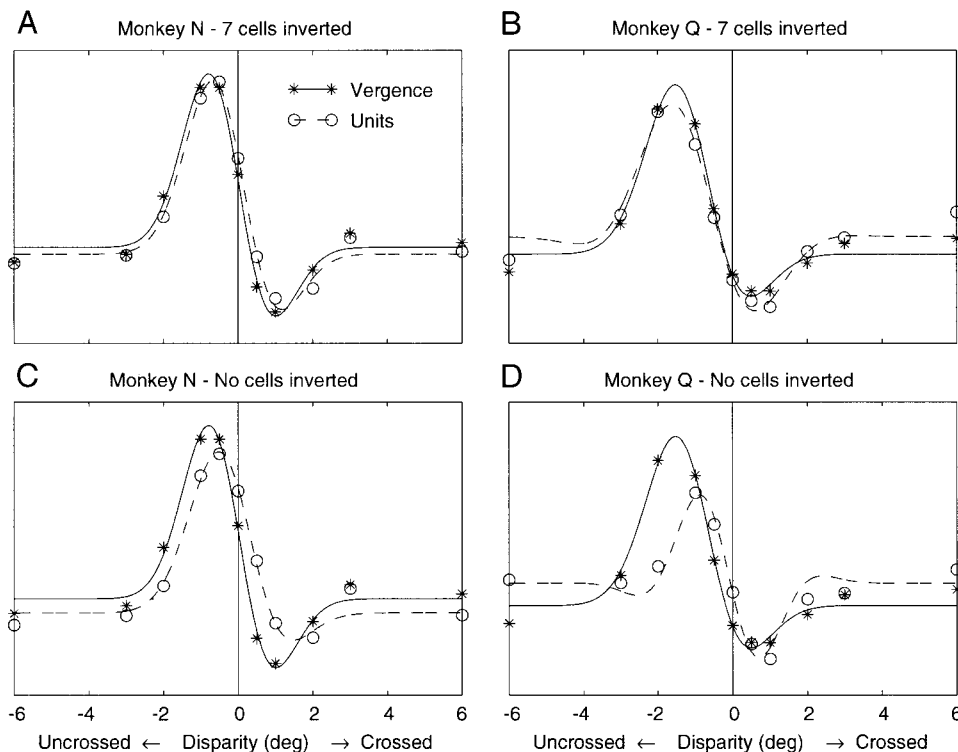 A
Monkey N - 7 cells inverted
Vergence
Units
B
Monkey Q - 7 cells inverted
C
Monkey N - No cells inverted
-6 -4 -2 0 2 4 6
Uncrossed ← Disparity (deg) → Crossed
D
Monkey Q - No cells inverted
-6 -4 -2 0 2 4 6
Uncrossed ← Disparity (deg) → Crossed